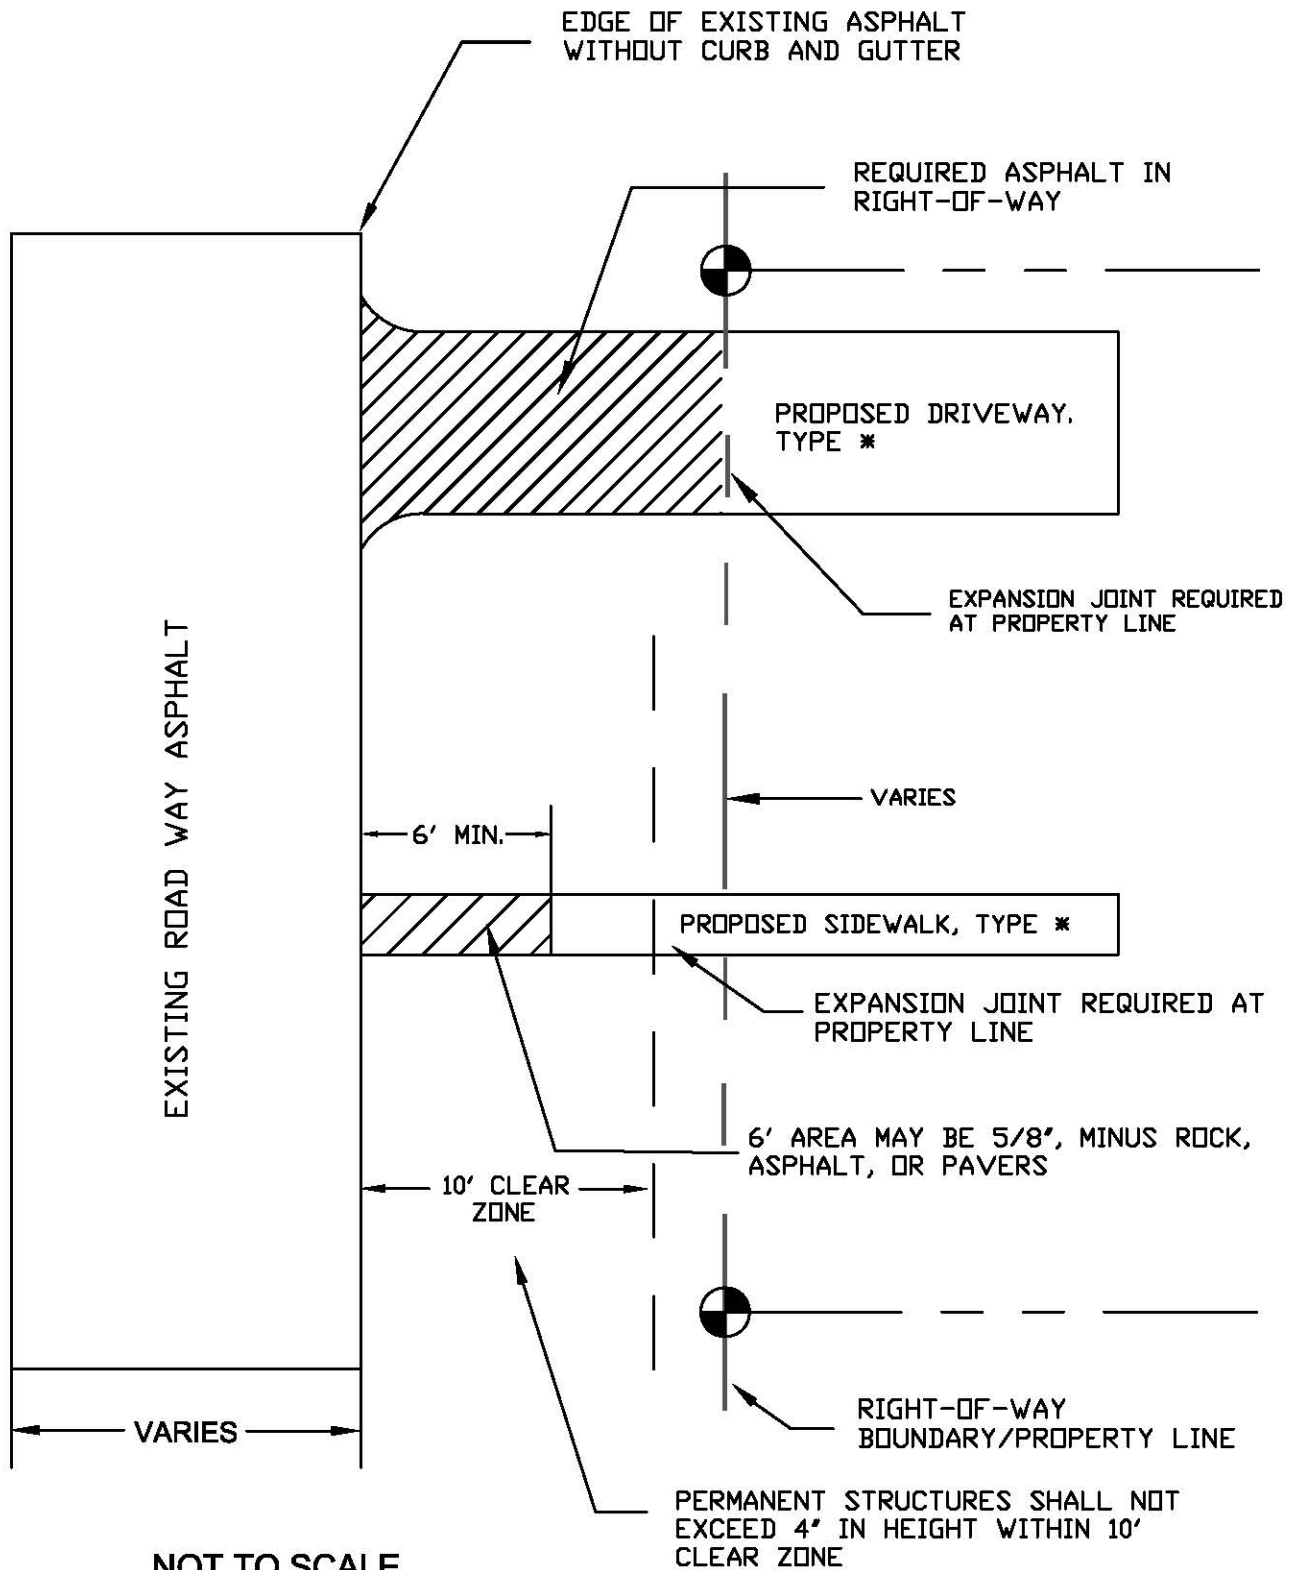 EDGE OF EXISTING ASPHALT
WITHOUT CURB AND GUTTER
REQUIRED ASPHALT IN
RIGHT-OF-WAY
PROPOSED DRIVEWAY,
TYPE *
EXPANSION JOINT REQUIRED
AT PROPERTY LINE
EXISTING ROAD WAY ASPHALT
VARIES
6' MIN.
PROPOSED SIDEWALK, TYPE *
EXPANSION JOINT REQUIRED AT
PROPERTY LINE
6' AREA MAY BE 5/8", MINUS ROCK,
ASPHALT, OR PAVERS
10' CLEAR
ZONE
RIGHT-OF-WAY
BOUNDARY/PROPERTY LINE
VARIES
PERMANENT STRUCTURES SHALL NOT
EXCEED 4" IN HEIGHT WITHIN 10'
CLEAR ZONE
NOT TO SCALE